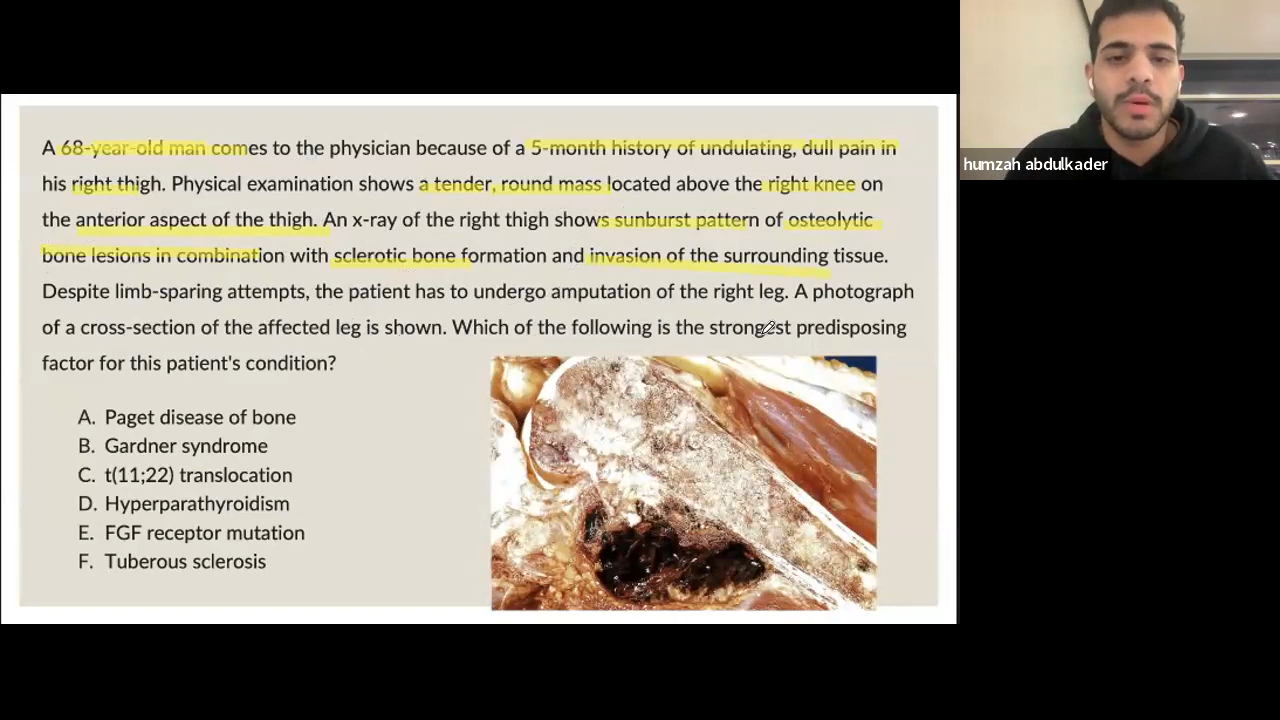 A 68-year-old man comes to the physician because of a 5-month history of undulating, dull pain in
his right thigh. Physical examination shows a tender, round mass located above the right knee on
the anterior aspect of the thigh. An x-ray of the right thigh shows sunburst pattern of osteolytic
bone lesions in combination with sclerotic bone formation and invasion of the surrounding tissue.
Despite limb-sparing attempts, the patient has to undergo amputation of the right leg. A photograph
of a cross-section of the affected leg is shown. Which of the following is the strongest predisposing
factor for this patient's condition?
A. Paget disease of bone
B. Gardner syndrome
C. t(11;22) translocation
D. Hyperparathyroidism
E. FGF receptor mutation
F. Tuberous sclerosis
humzah abdulkader